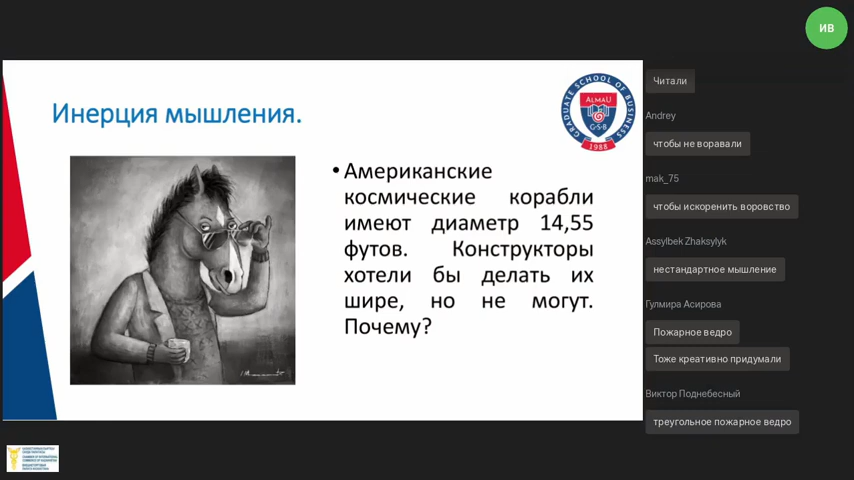 ИВ
Инерция мышления.
GRADUATE SCHOOL OF BUSINESS
ALMAU
G·S·B
1988
• Американские
космические корабли
имеют диаметр 14,55
футов. Конструкторы
хотели бы делать их
шире, но не могут.
Почему?
Читали
Andrey
чтобы не воравали
mak_75
чтобы искоренить воровство
Assylbek Zhaksylyk
нестандартное мышление
Гулмира Асирова
Пожарное ведро
Тоже креативно придумали
Виктор Поднебесный
треугольное пожарное ведро